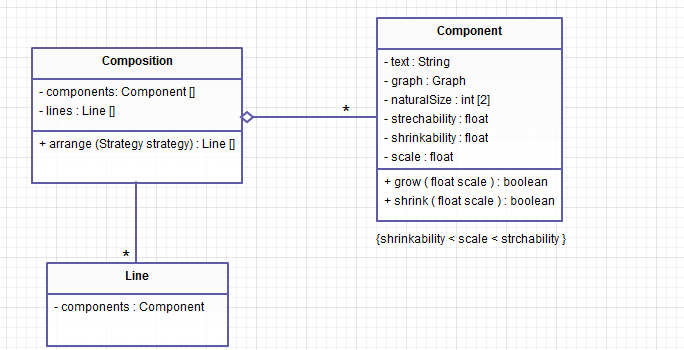 Composition
- components: Component []
- lines : Line []
+ arrange (Strategy strategy) : Line []
*
Component
- text : String
- graph : Graph
- naturalSize : int [2]
- strechability : float
- shrinkability : float
- scale : float
+ grow ( float scale ) : boolean
+ shrink ( float scale ) : boolean
{shrinkability < scale < strchability }
*
Line
- components : Component